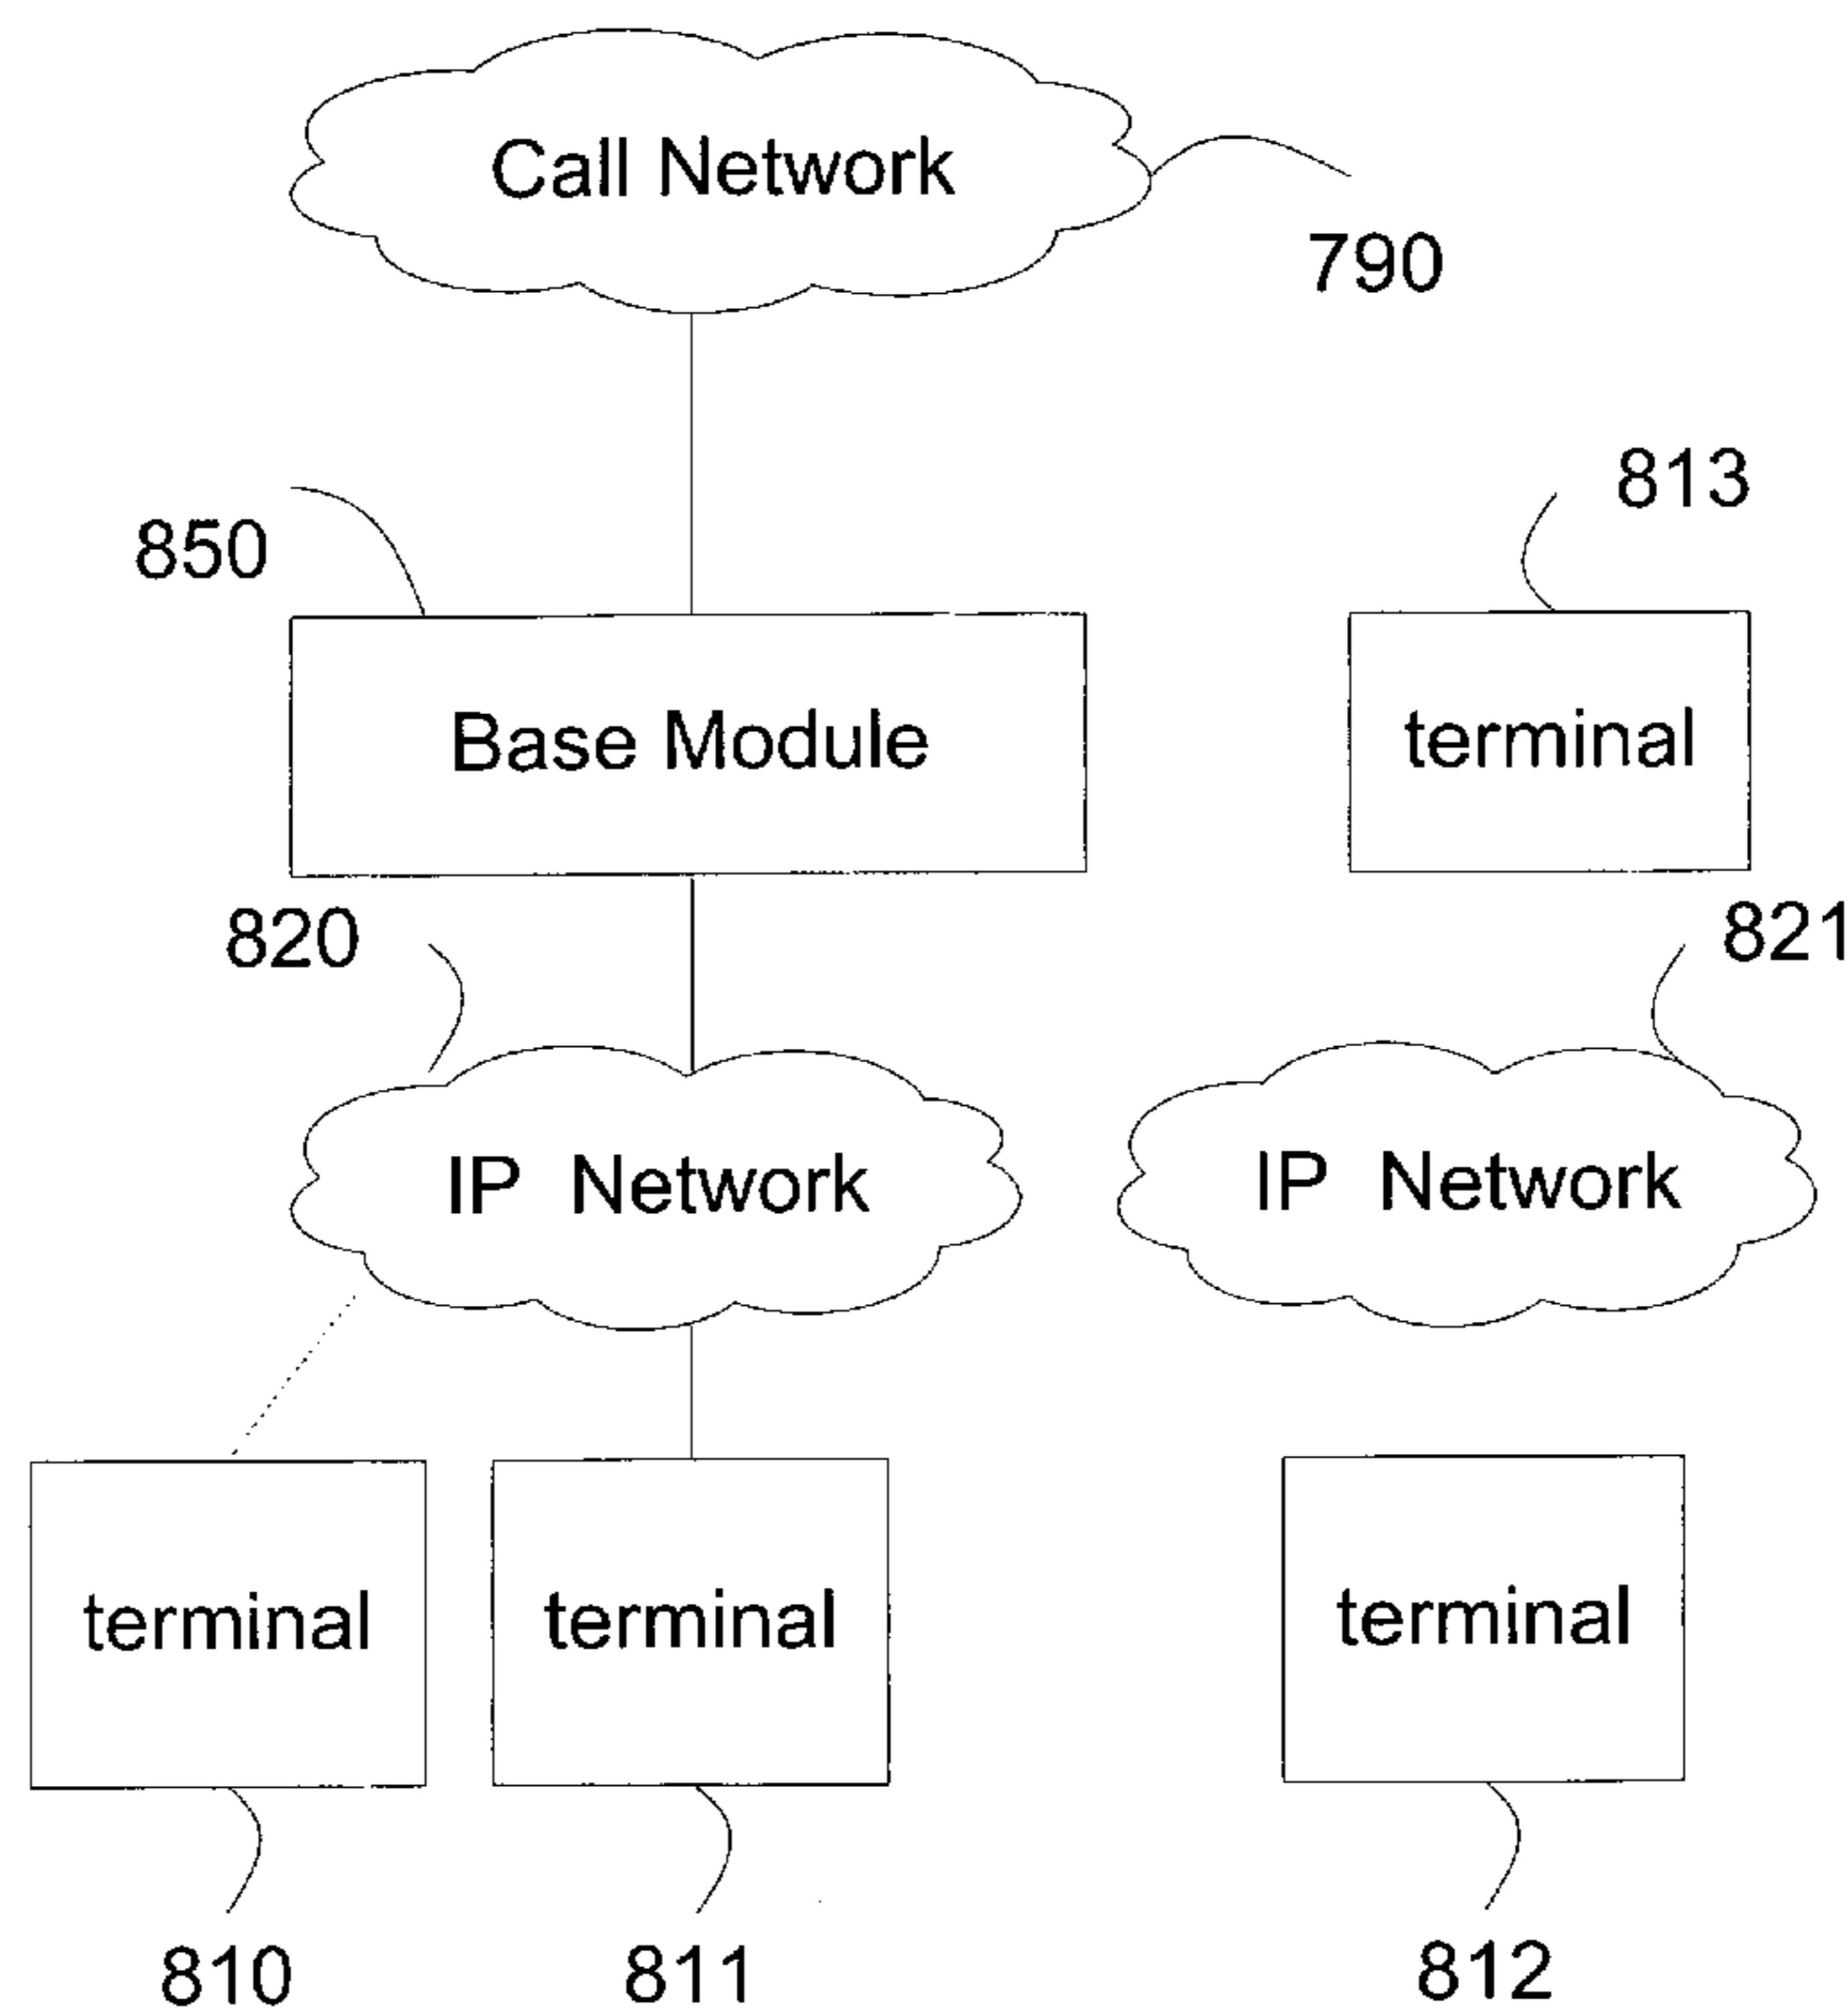 Call Network
790
813
850
Base Module
terminal
820
821
IP Network
IP Network
terminal
terminal
terminal
810
811
812